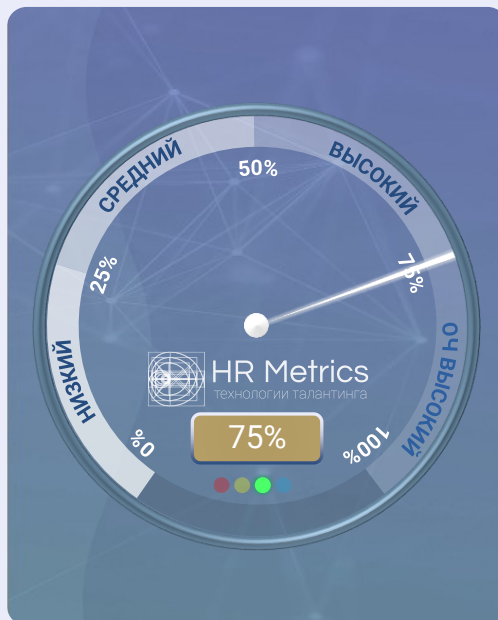 СРЕДНИЙ
ВЫСОКИЙ
50%
25%
75%
НИЗКИЙ
ОЧ ВЫСОКИЙ
HR Metrics
технологии талантинга
0%
100%
75%